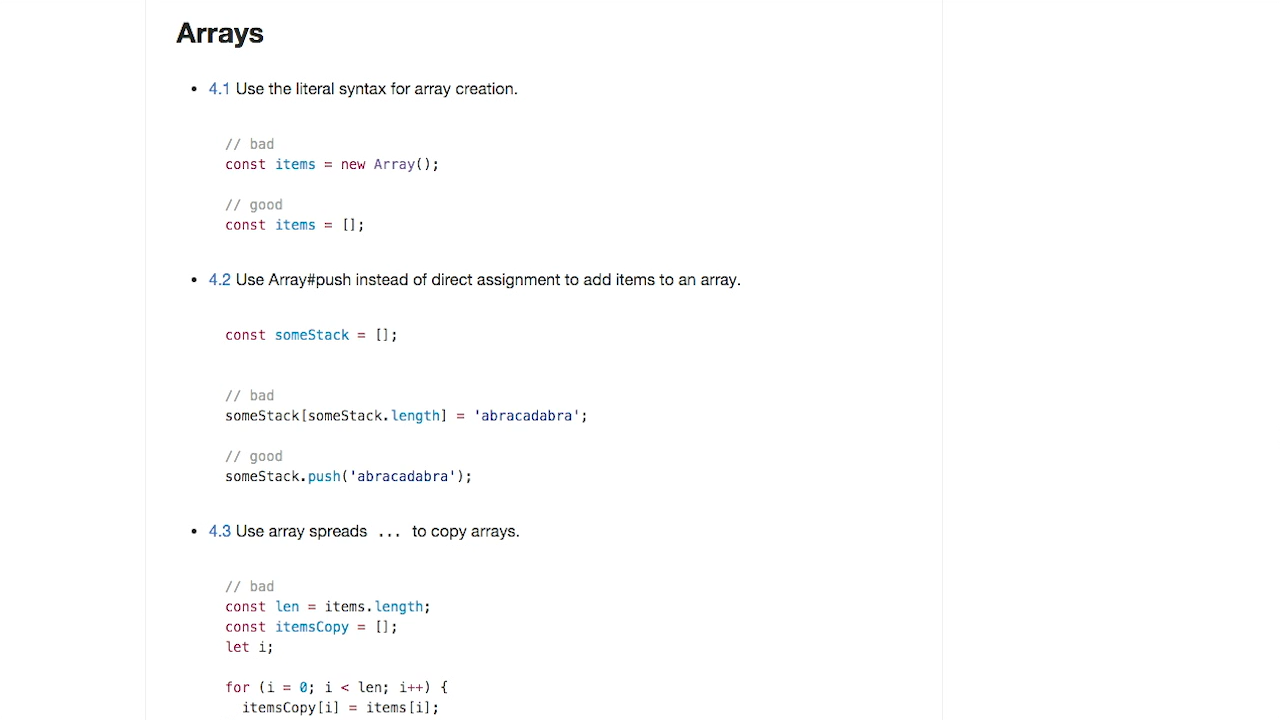 Arrays
• 4.1 Use the literal syntax for array creation.
// bad
const items = new Array();
// good
const items = [];
• 4.2 Use Array#push instead of direct assignment to add items to an array.
const someStack = [];
// bad
someStack[someStack.length] = 'abracadabra';
// good
someStack.push('abracadabra');
• 4.3 Use array spreads ... to copy arrays.
// bad
const len = items.length;
const itemsCopy = [];
let i;
for (i = 0; i < len; i++) {
itemsCopy[i] = items[i];